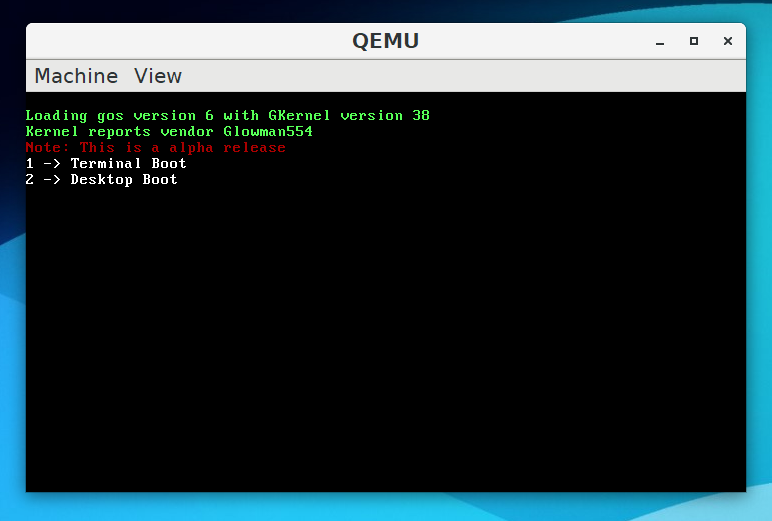 QEMU
Machine View
Loading gos version 6 with GKernel version 38
Kernel reports vendor Glowman554
Note: This is a alpha release
1 -> Terminal Boot
2 -> Desktop Boot